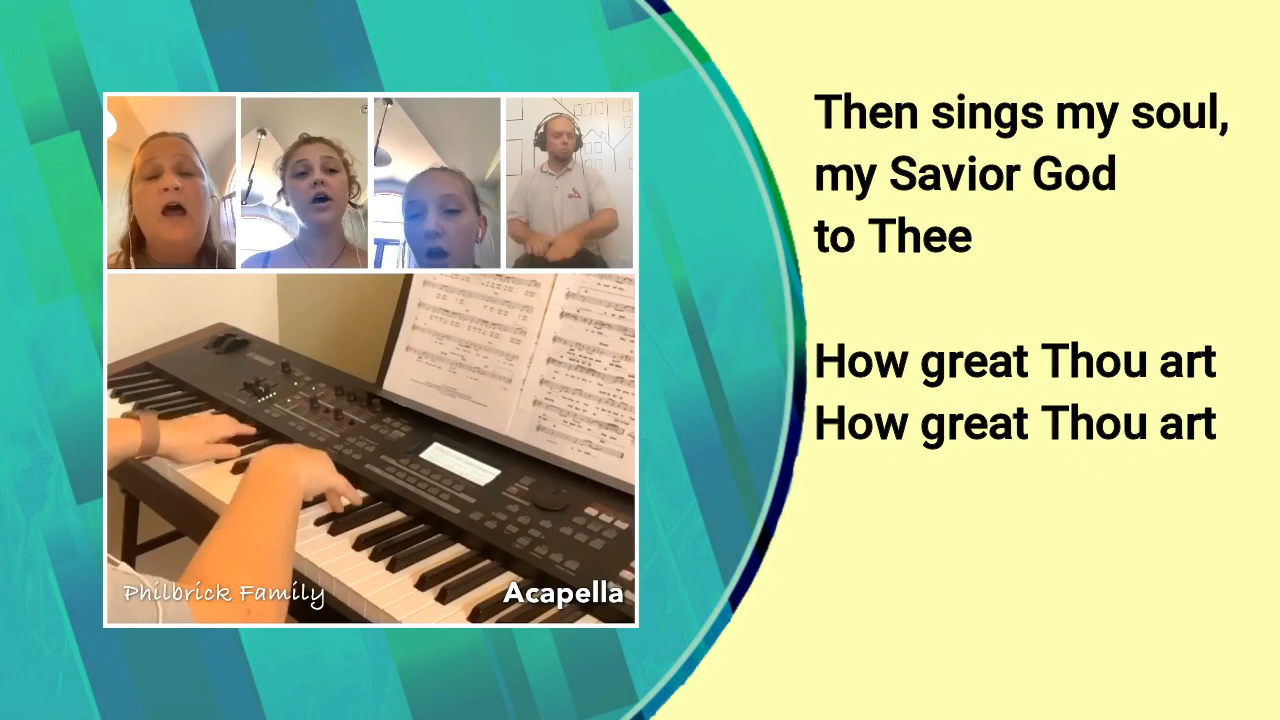 Then sings my soul,
my Savior God
to Thee
How great Thou art
How great Thou art
Philbrick Family
Acapella